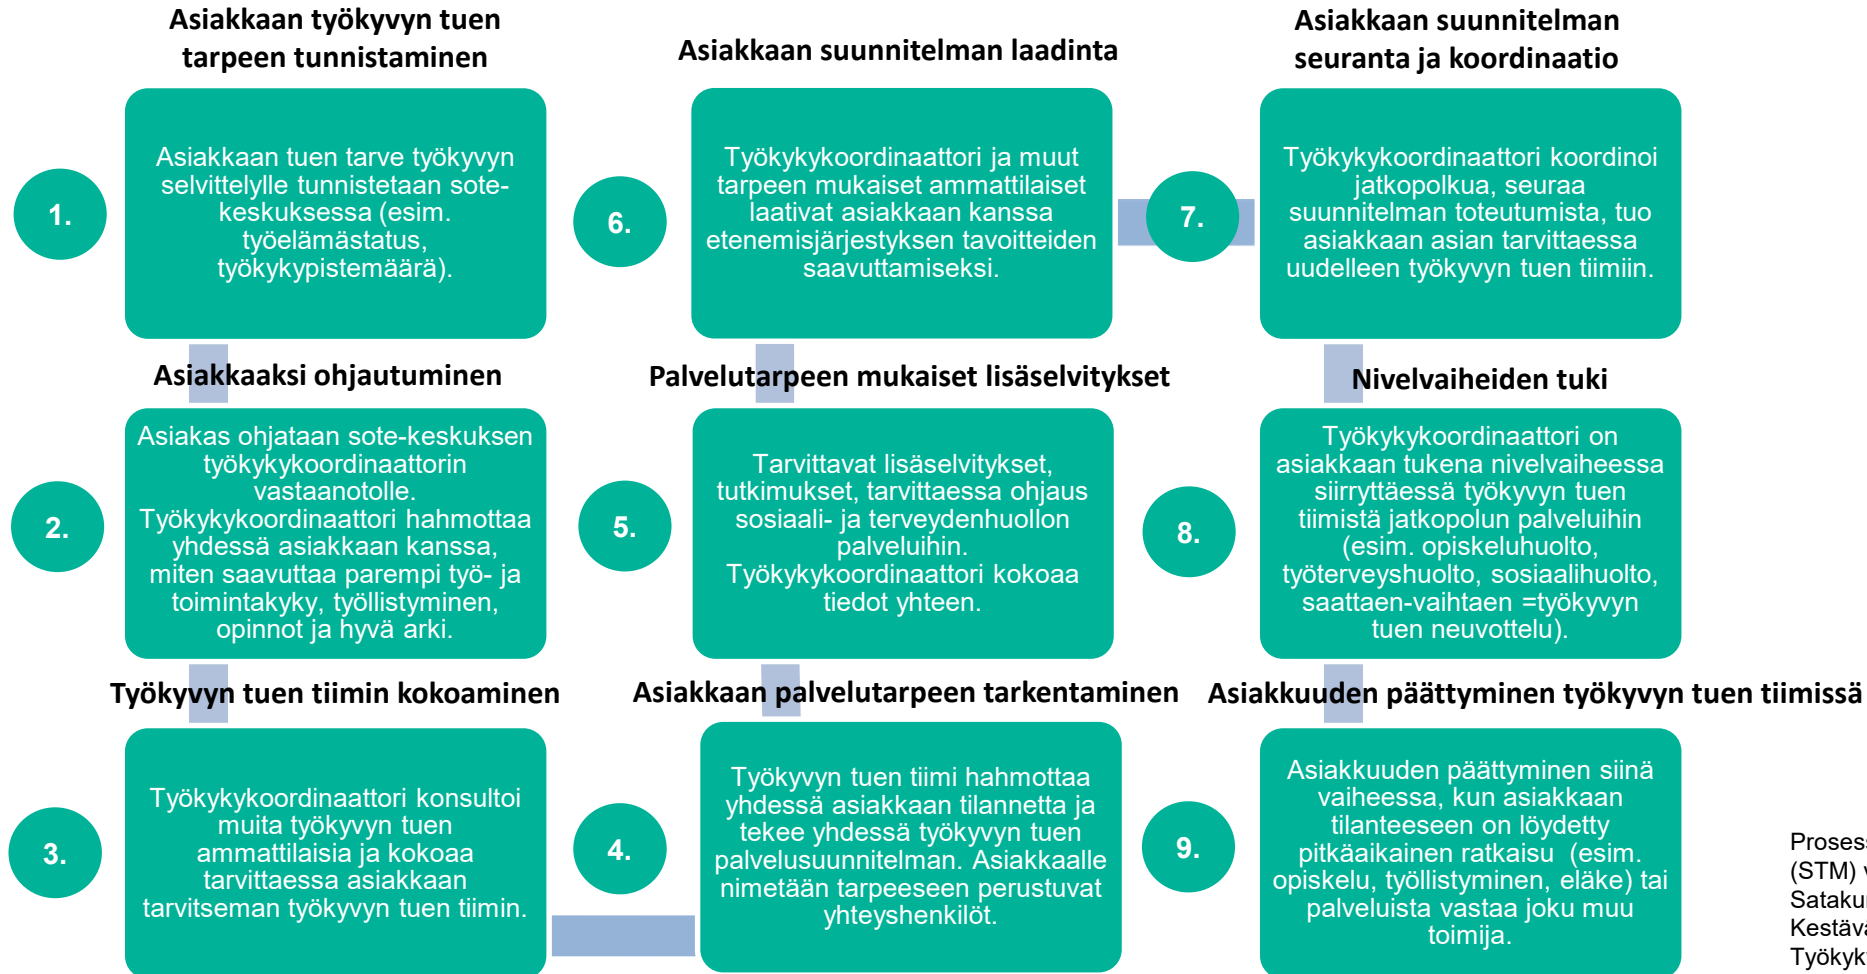 Asiakkaan työkyvyn tuen
tarpeen tunnistaminen
1.
Asiakkaan tuen tarve työkyvyn
selvittelylle tunnistetaan sote-
keskuksessa (esim.
työelämästatus,
työkykypistemäärä).
Asiakkaaksi ohjautuminen
2.
Asiakas ohjataan sote-keskuksen
työkykykoordinaattorin
vastaanotolle.
Työkykykoordinaattori hahmottaa
yhdessä asiakkaan kanssa,
miten saavuttaa parempi työ- ja
toimintakyky, työllistyminen,
opinnot ja hyvä arki.
Työkyvyn tuen tiimin kokoaminen
3.
Työkykykoordinaattori konsultoi
muita työkyvyn tuen
ammattilaisia ja kokoaa
tarvittaessa asiakkaan
tarvitseman työkyvyn tuen tiimin.
Asiakkaan palvelutarpeen tarkentaminen
4.
Työkyvyn tuen tiimi hahmottaa
yhdessä asiakkaan tilannetta ja
tekee yhdessä työkyvyn tuen
palvelusuunnitelman. Asiakkaalle
nimetään tarpeeseen perustuvat
yhteyshenkilöt.
Palvelutarpeen mukaiset lisäselvitykset
5.
Tarvittavat lisäselvitykset,
tutkimukset, tarvittaessa ohjaus
sosiaali- ja terveydenhuollon
palveluihin.
Työkykykoordinaattori kokoaa
tiedot yhteen.
Asiakkaan suunnitelman laadinta
6.
Työkykykoordinaattori ja muut
tarpeen mukaiset ammattilaiset
laativat asiakkaan kanssa
etenemisjärjestyksen tavoitteiden
saavuttamiseksi.
Asiakkaan suunnitelman
seuranta ja koordinaatio
7.
Työkykykoordinaattori koordinoi
jatkopolkua, seuraa
suunnitelman toteutumista, tuo
asiakkaan asian tarvittaessa
uudelleen työkyvyn tuen tiimiin.
Nivelvaiheiden tuki
8.
Työkykykoordinaattori on
asiakkaan tukena nivelvaiheessa
siirryttäessä työkyvyn tuen
tiimistä jatkopolun palveluihin
(esim. opiskeluhuolto,
työterveyshuolto, sosiaalihuolto,
saattaen-vaihtaen =työkyvyn
tuen neuvottelu).
Asiakkuuden päättyminen työkyvyn tuen tiimissä
9.
Asiakkuuden päättyminen siinä
vaiheessa, kun asiakkaan
tilanteeseen on löydetty
pitkäaikainen ratkaisu (esim.
opiskelu, työllistyminen, eläke) tai
palveluista vastaa joku muu
toimija.
(STM)